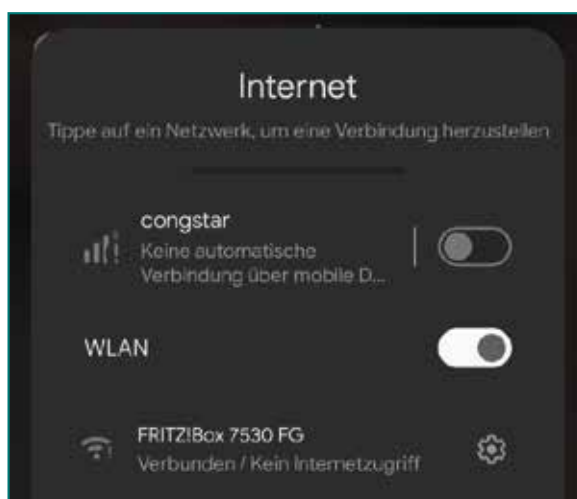 Internet
Tippe auf ein Netzwerk, um eine Verbindung herzustellen
congstar
Keine automatische
Verbindung über mobile D...
WLAN
FRITZ!Box 7530 FG
Verbunden / Kein Internetzugriff